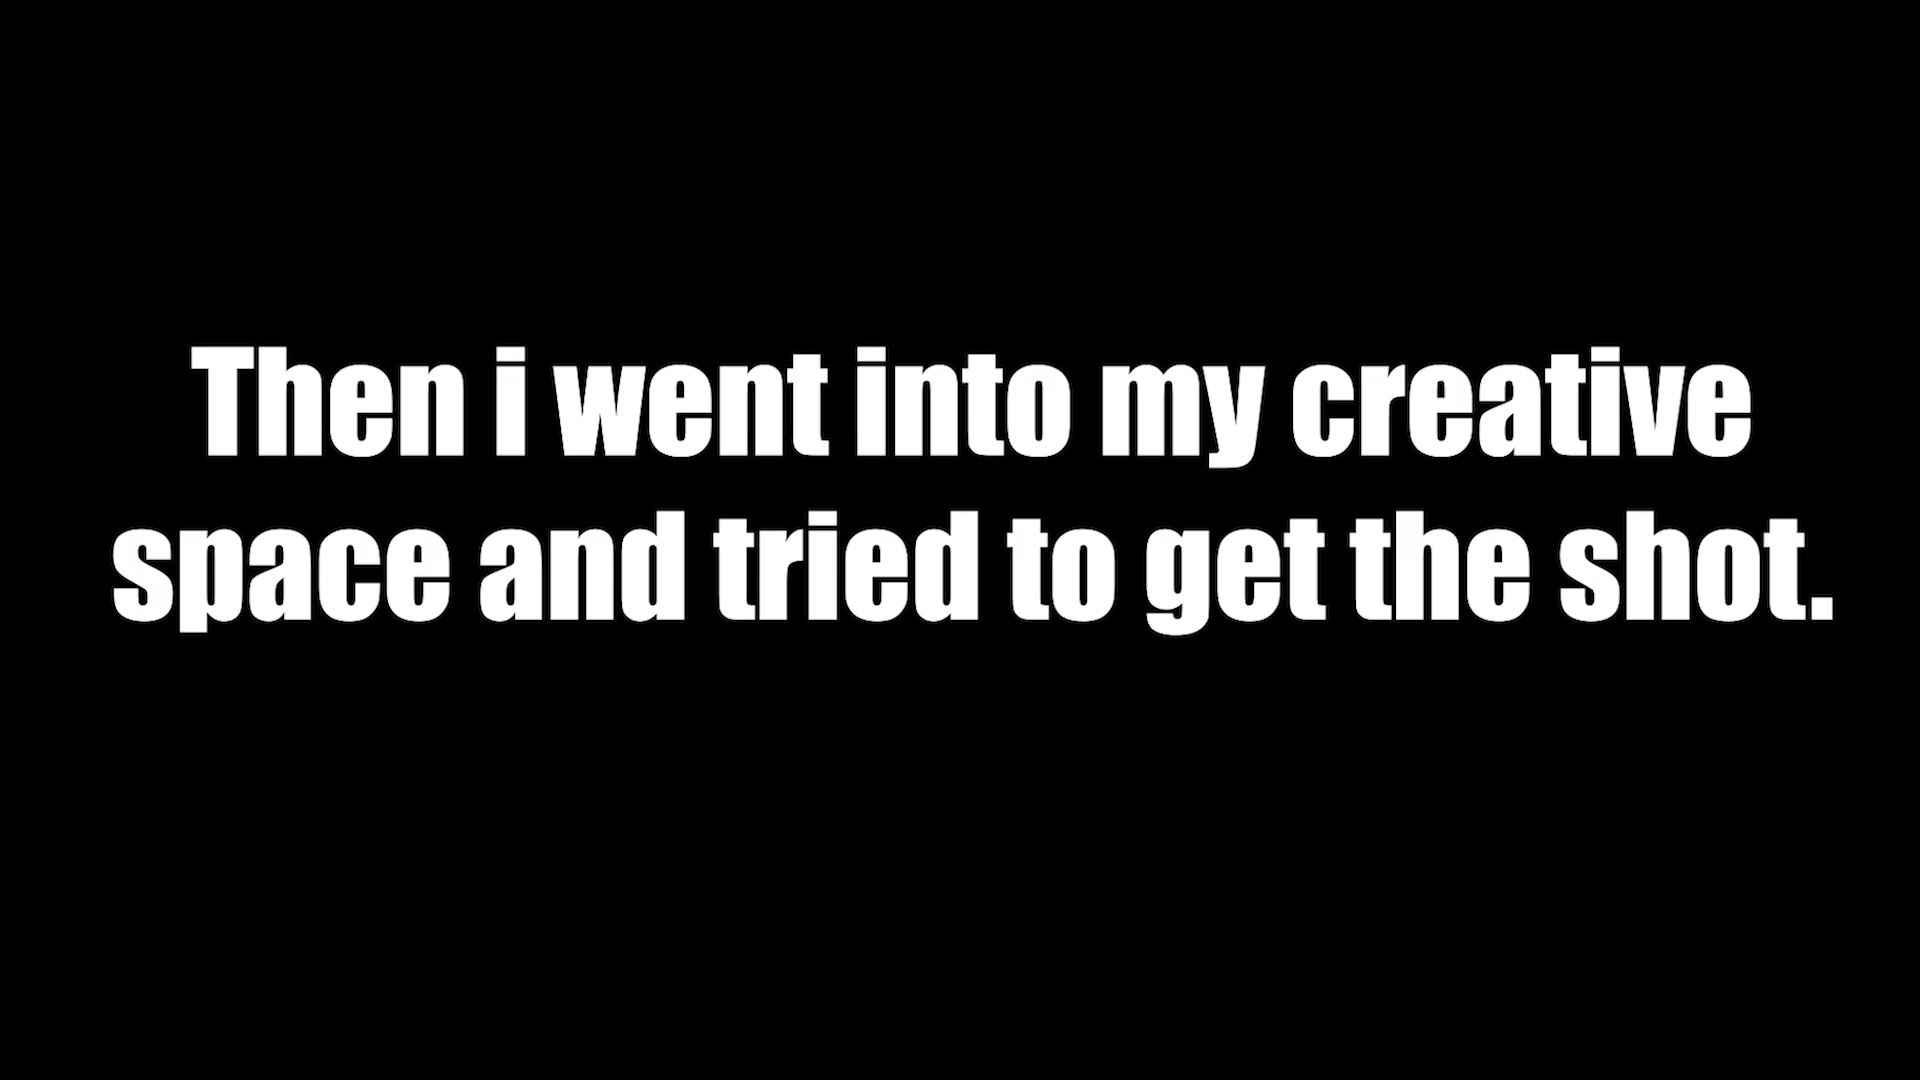 Then i went into my creative
space and tried to get the shot.